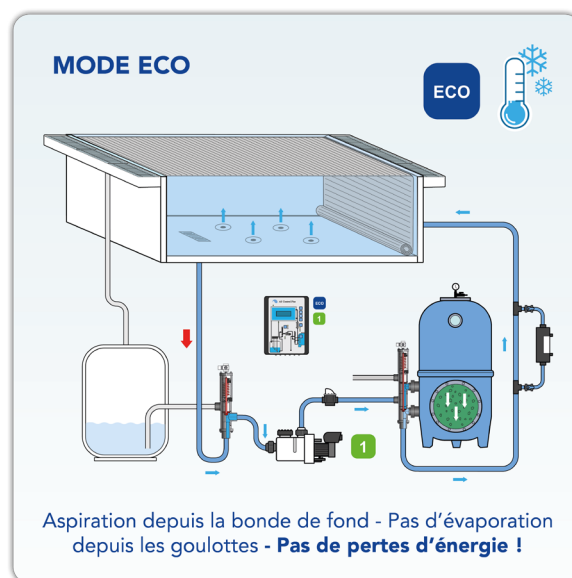 MODE ECO
ECO
ECO
1
1
Aspiration depuis la bonde de fond - Pas d’évaporation
depuis les goulottes - Pas de pertes d’énergie !